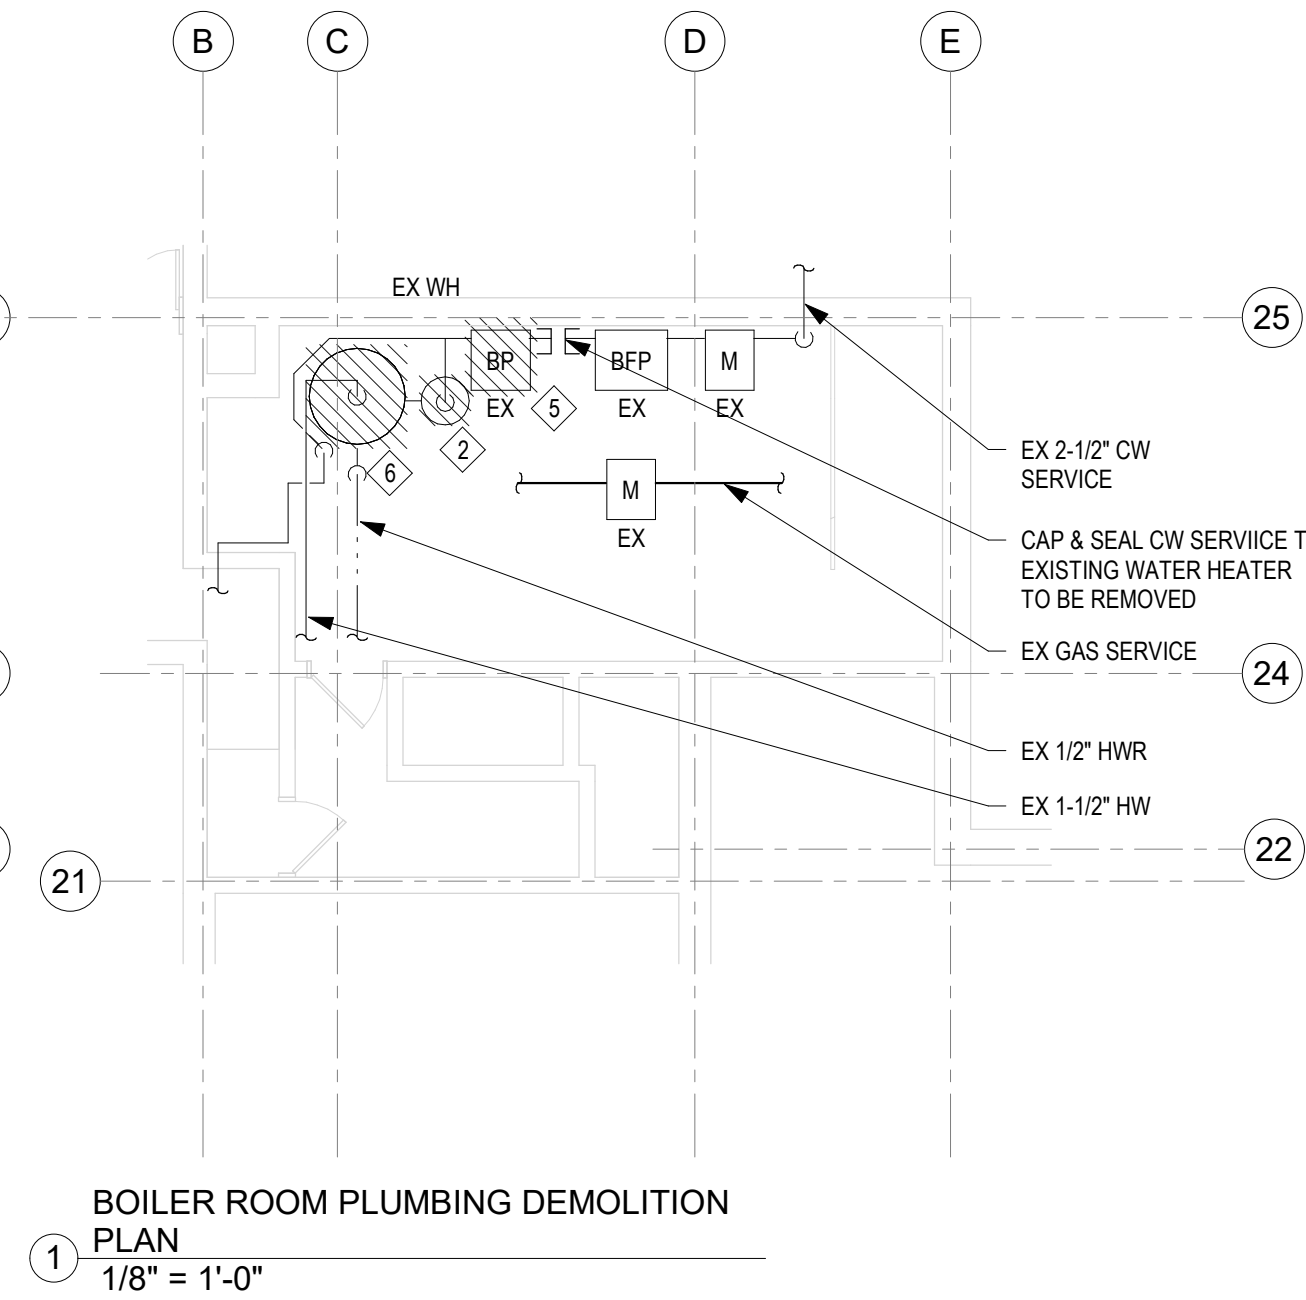 B
C
D
E
EX WH
25
BP
BFP
M
EX
5
EX
EX
2
6
M
EX
EX 2-1/2" CW
SERVICE
CAP & SEAL CW SERVIICE T
EXISTING WATER HEATER
TO BE REMOVED
EX GAS SERVICE
24
EX 1/2" HWR
EX 1-1/2" HW
22
21
BOILER ROOM PLUMBING DEMOLITION
PLAN
1
1/8" = 1'-0"